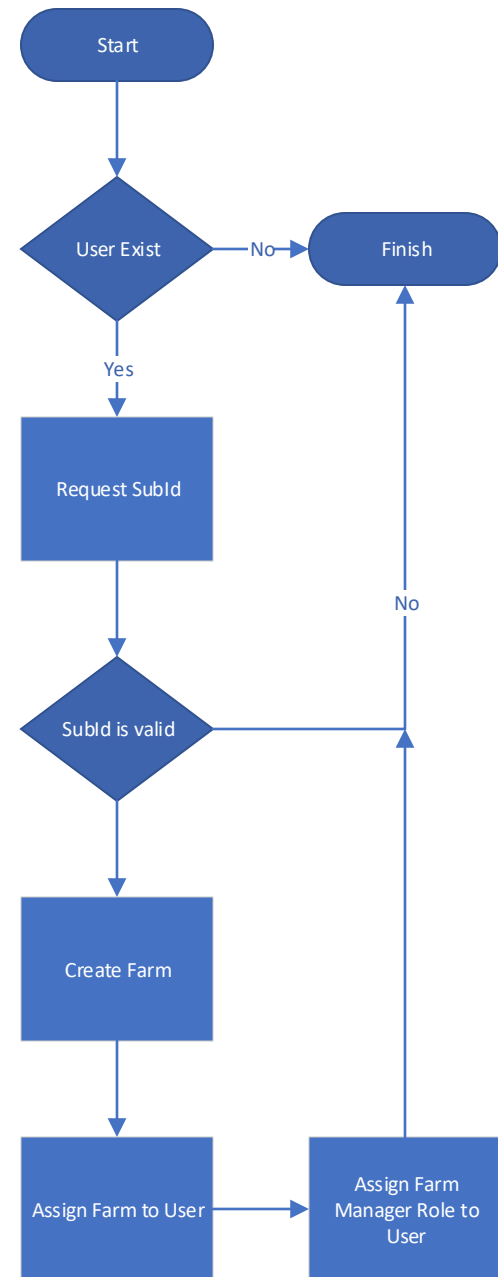 Start
User Exist
No
Finish
Yes
Request SubId
No
SubId is valid
Create Farm
Assign Farm to User
Assign Farm
Manager Role to
User